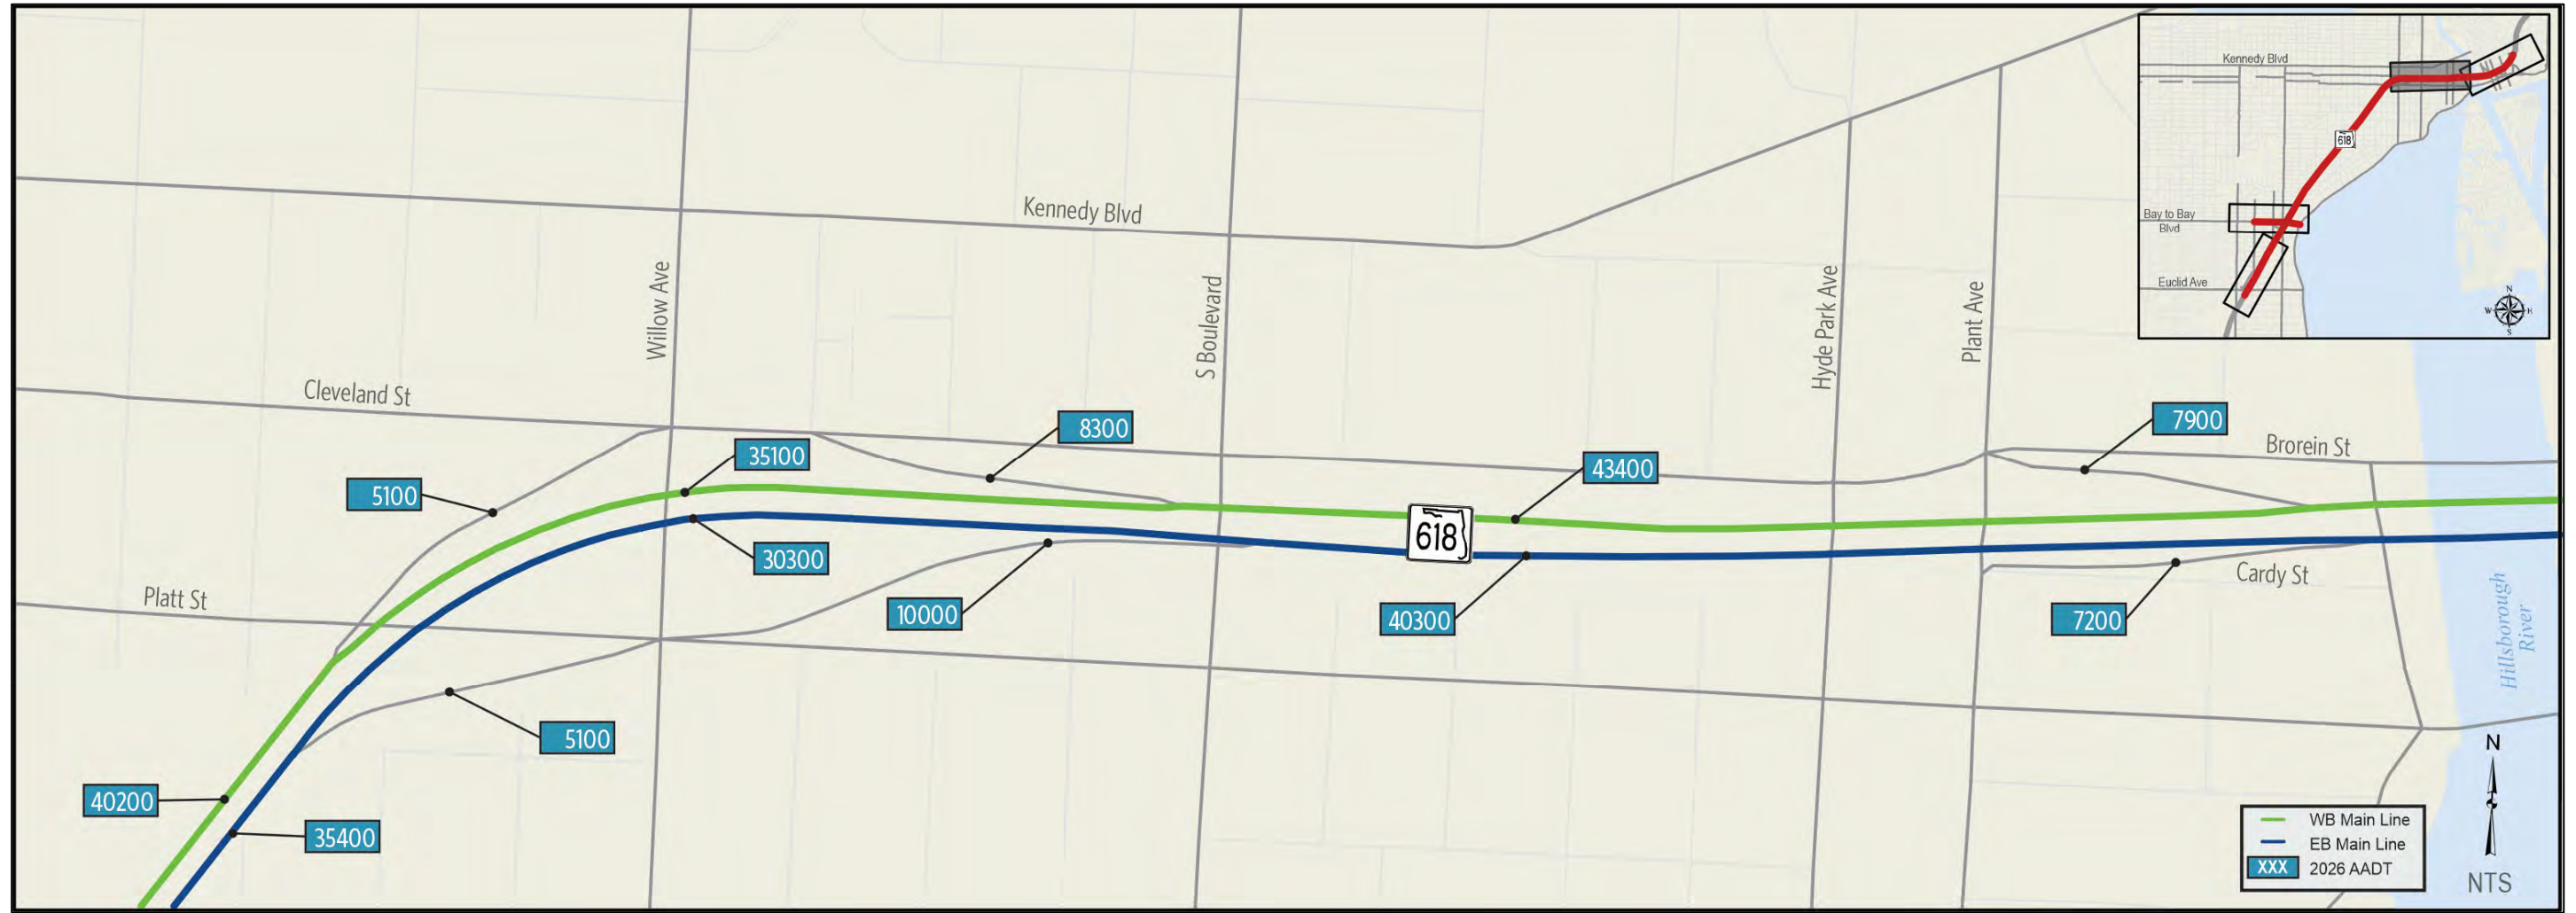 Kennedy Blvd
618
Bay to Bay
Blvd
Euclid Ave
N
W
E
S
Kennedy Blvd
Willow Ave
S Boulevard
Hyde Park Ave
Plant Ave
Cleveland St
8300
7900
35100
43400
Brorein St
5100
618
30300
10000
40300
Cardy St
7200
Platt St
Hillsborough
River
5100
40200
35400
N
NTS
WB Main Line
EB Main Line
XXX 2026 AADT